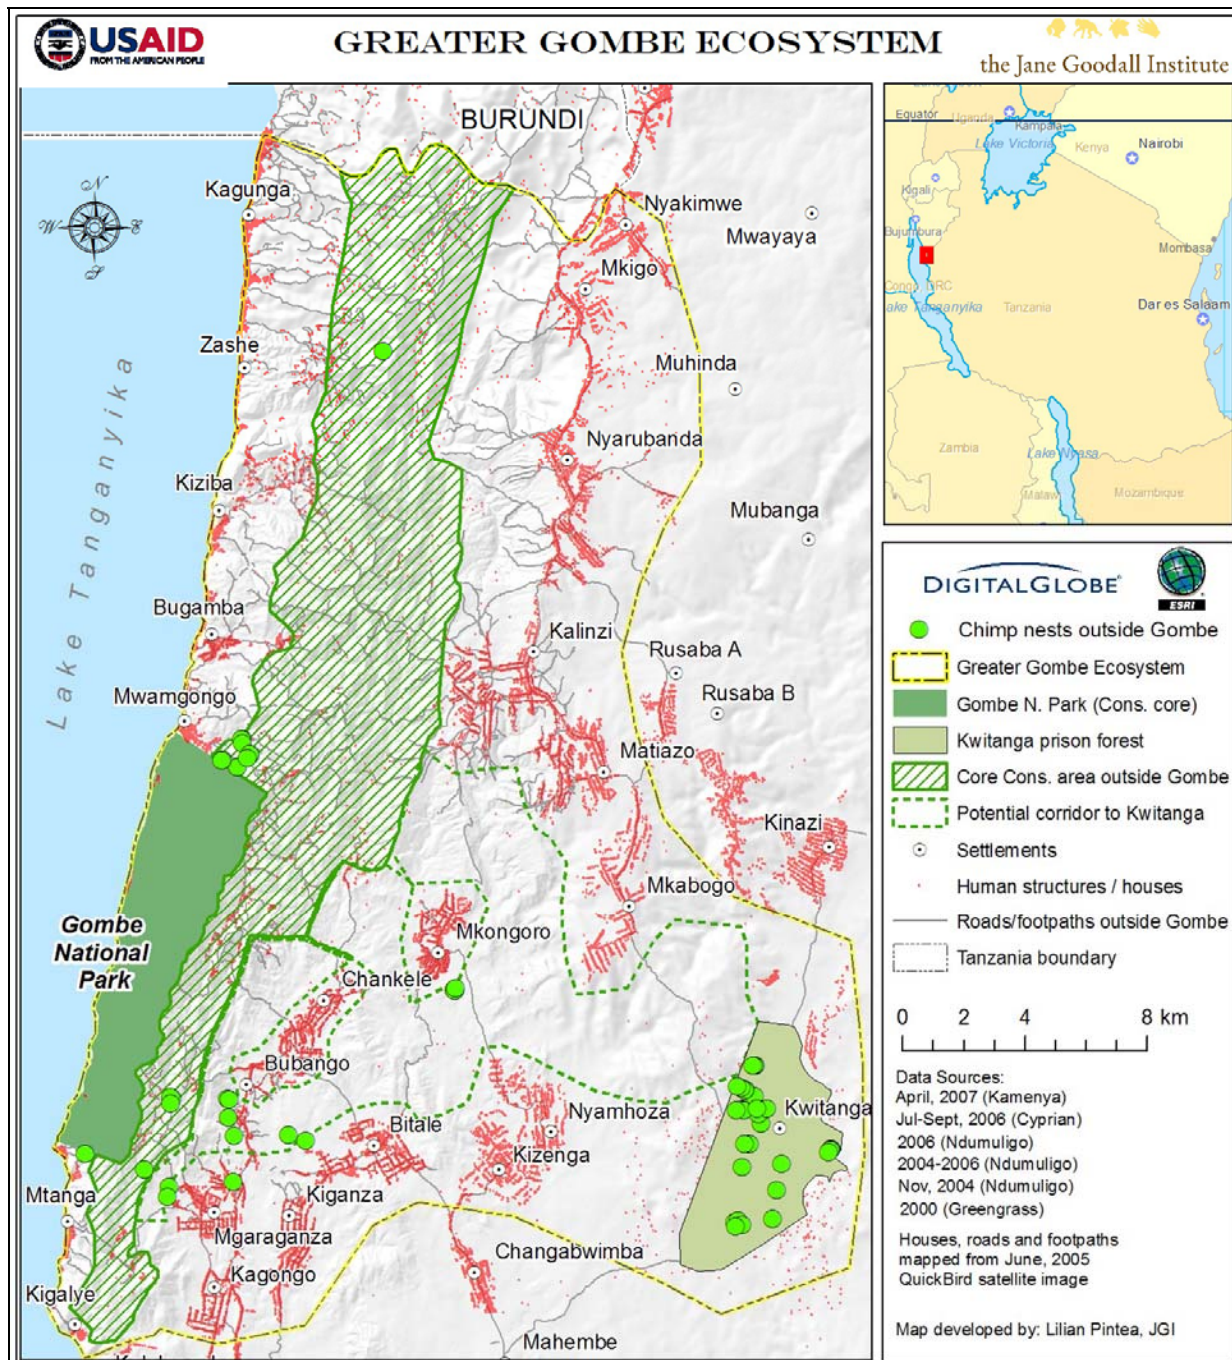 USAID
FROM THE AMERICAN PEOPLE
GREATER GOMBE ECOSYSTEM
the Jane Goodall Institute
BURUNDI
N
W
E
S
Kagunga
Nyakimwe
Mwayaya
Mkigo
Zashe
Muhinda
Nyarubanda
Kiziba
Mubanga
Bugamba
Kalinzi
Rusaba A
Rusaba B
Mwamgongo
Matiazo
Kinazi
Mkabogo
Lake Tanganyika
Gombe
National
Park
Mkongoro
Chankele
Bubango
Nyamhoza
Kwitanga
Bitale
Kizenga
Mtanga
Kiganza
Mgaraganza
Changabwimba
Kagongo
Kigalye
Mahembe
Equator
Uganda
Kampala
Lake Victoria
Kenya
Nairobi
Kigali
Bujumbura
Mombasa
Congo, DRC
ake Tanganyika
Tanzania
Dar es Salaam
Zambia
Lake Nyasa
Malaw
Mozambique
DIGITALGLOBE
ESRI
Chimp nests outside Gombe
Greater Gombe Ecosystem
Gombe N. Park (Cons. core)
Kwitanga prison forest
Core Cons. area outside Gombe
Potential corridor to Kwitanga
Settlements
Human structures / houses
Roads/footpaths outside Gombe
Tanzania boundary
0 2 4 8 km
Data Sources:
April, 2007 (Kamenya)
Jul-Sept, 2006 (Cyprian)
2006 (Ndumuligo)
2004-2006 (Ndumuligo)
Nov, 2004 (Ndumuligo)
2000 (Greengrass)
Houses, roads and footpaths
mapped from June, 2005
QuickBird satellite image
Map developed by: Lilian Pintea, JGI